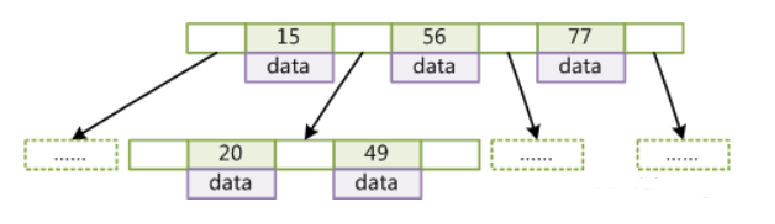 15 56 77
data data data
...... 20 49 ...... ......
data data